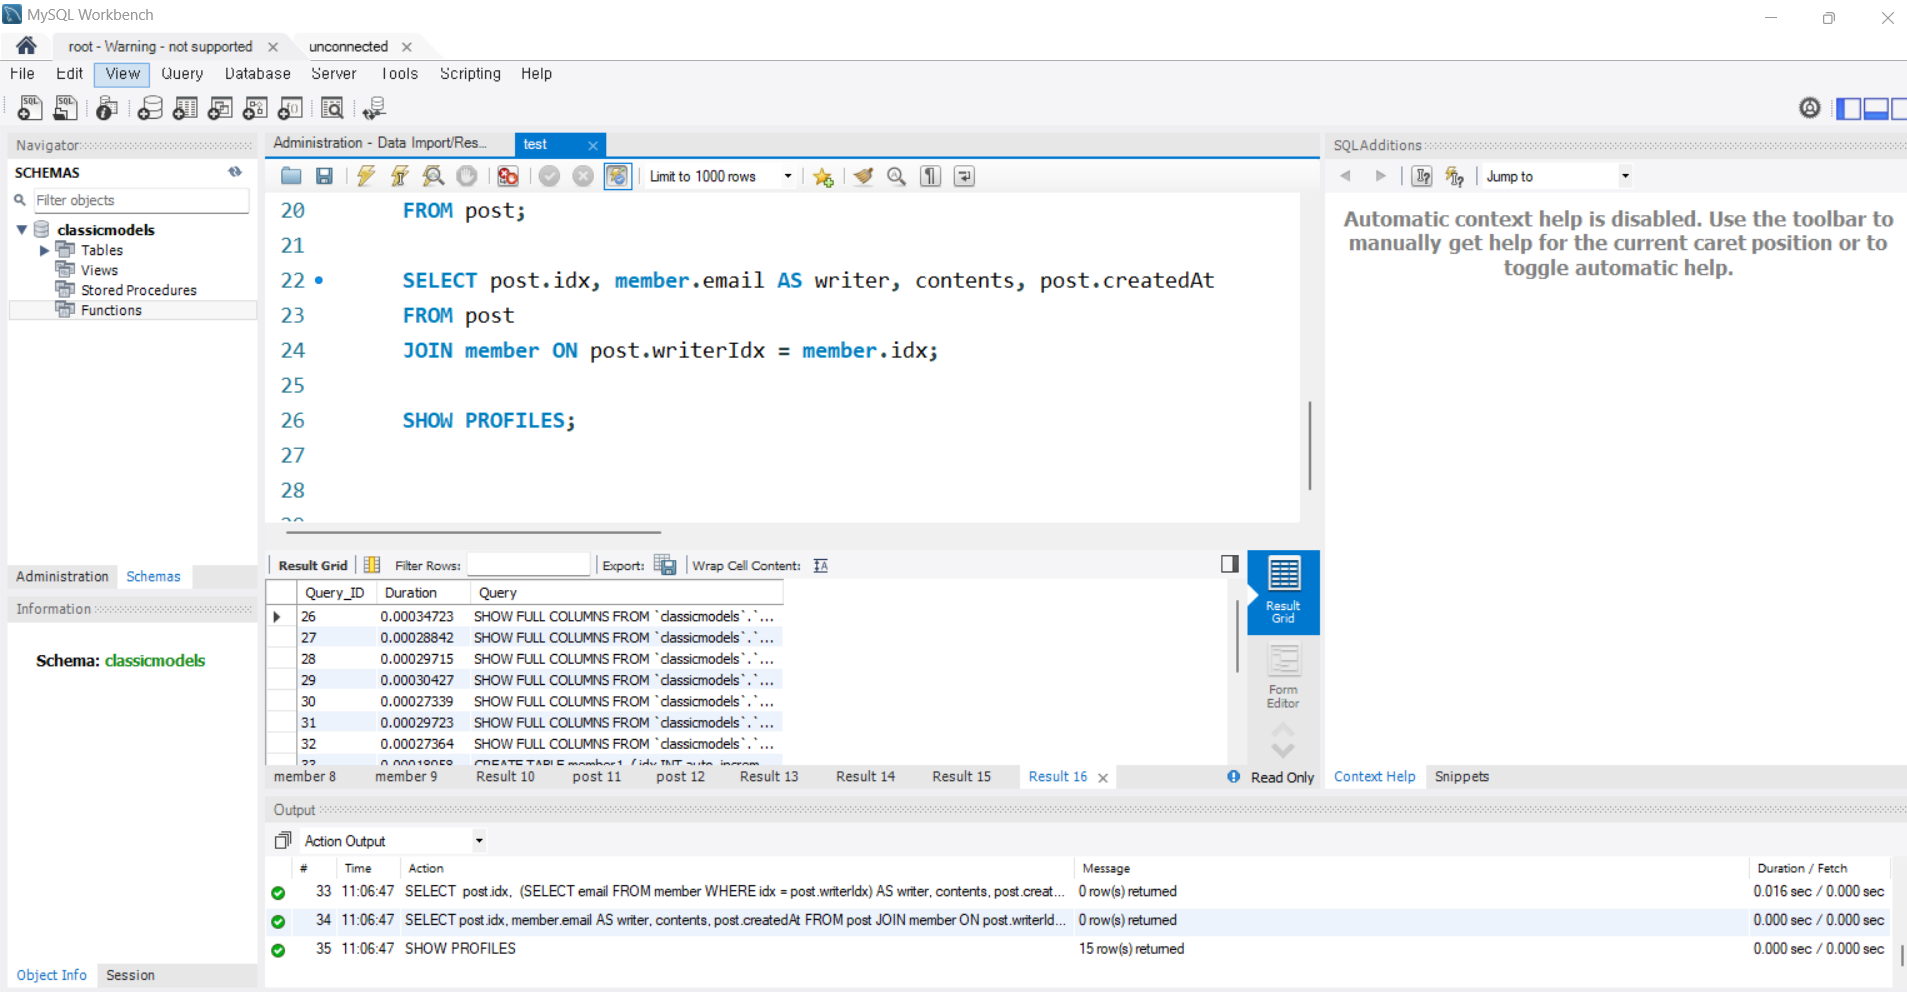 MySQL Workbench
root - Warning - not supported
unconnected
File Edit View Query Database Server Tools Scripting Help
Navigator
SCHEMAS
Filter objects
classicmodels
Tables
Views
Stored Procedures
Functions
Administration Schemas
Information
Schema: classicmodels
Object Info Session
Administration - Data Import/Res... test
Limit to 1000 rows
20 FROM post;
21
22 SELECT post.idx, member.email AS writer, contents, post.createdAt
23 FROM post
24 JOIN member ON post.writerIdx = member.idx;
25
26 SHOW PROFILES;
27
28
Result Grid Filter Rows: Export: Wrap Cell Content:
Query_ID Duration Query
26 0.00034723 SHOW FULL COLUMNS FROM `classicmodels`.`...
27 0.00028842 SHOW FULL COLUMNS FROM `classicmodels`.`...
28 0.00029715 SHOW FULL COLUMNS FROM `classicmodels`.`...
29 0.00030427 SHOW FULL COLUMNS FROM `classicmodels`.`...
30 0.00027339 SHOW FULL COLUMNS FROM `classicmodels`.`...
31 0.00029723 SHOW FULL COLUMNS FROM `classicmodels`.`...
32 0.00027364 SHOW FULL COLUMNS FROM `classicmodels`.`...
Result Grid
Form Editor
member 8 member 9 Result 10 post 11 post 12 Result 13 Result 14 Result 15 Result 16 Read Only
SQLAdditions
Jump to
Automatic context help is disabled. Use the toolbar to
manually get help for the current caret position or to
toggle automatic help.
Context Help Snippets
Output
Action Output
# Time Action Message Duration / Fetch
33 11:06:47 SELECT post.idx, (SELECT email FROM member WHERE idx = post.writerIdx) AS writer, contents, post.creat... 0 row(s) returned 0.016 sec / 0.000 sec
34 11:06:47 SELECT post.idx, member.email AS writer, contents, post.createdAt FROM post JOIN member ON post.writerId... 0 row(s) returned 0.000 sec / 0.000 sec
35 11:06:47 SHOW PROFILES 15 row(s) returned 0.000 sec / 0.000 sec